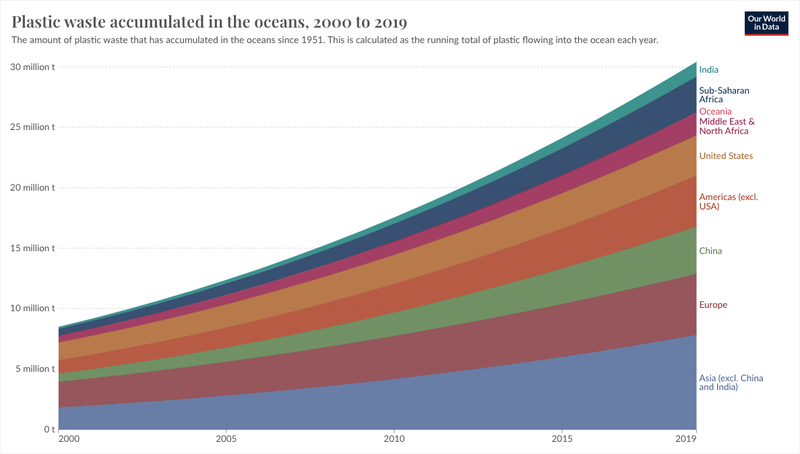 Plastic waste accumulated in the oceans, 2000 to 2019
The amount of plastic waste that has accumulated in the oceans since 1951. This is calculated as the running total of plastic flowing into the ocean each year.
Our World
in Data
30 million t
25 million t
20 million t
15 million t
10 million t
5 million t
0 t
2000
2005
2010
2015
2019
India
Sub-Saharan
Africa
Oceania
Middle East &
North Africa
United States
Americas (excl.
USA)
China
Europe
Asia (excl. China
and India)